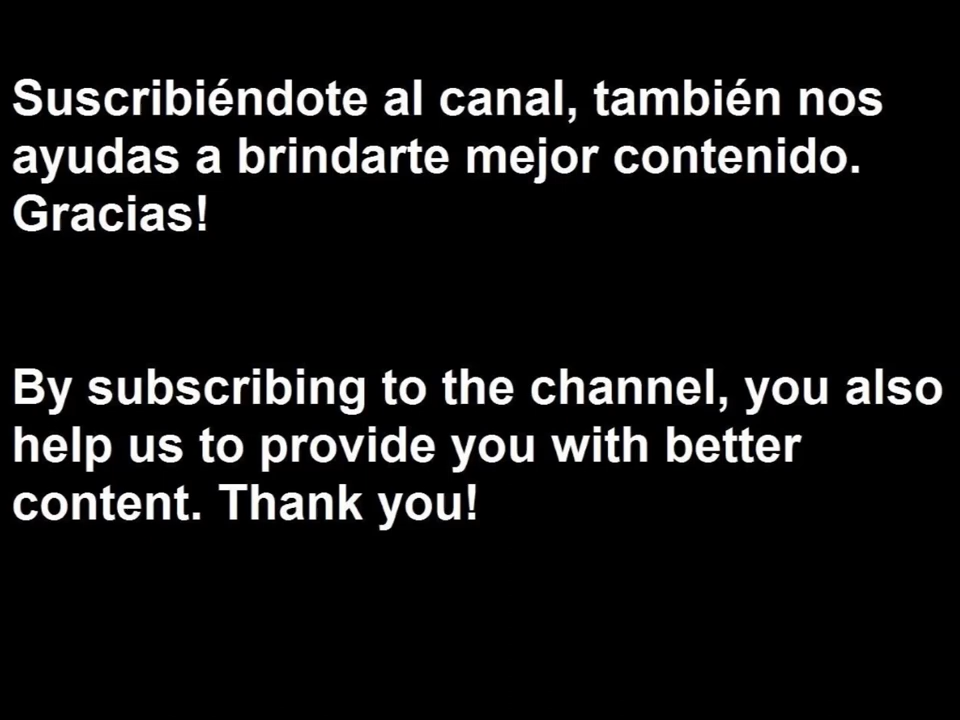 Suscribiéndote al canal, también nos
ayudas a brindarte mejor contenido.
Gracias!
By subscribing to the channel, you also
help us to provide you with better
content. Thank you!